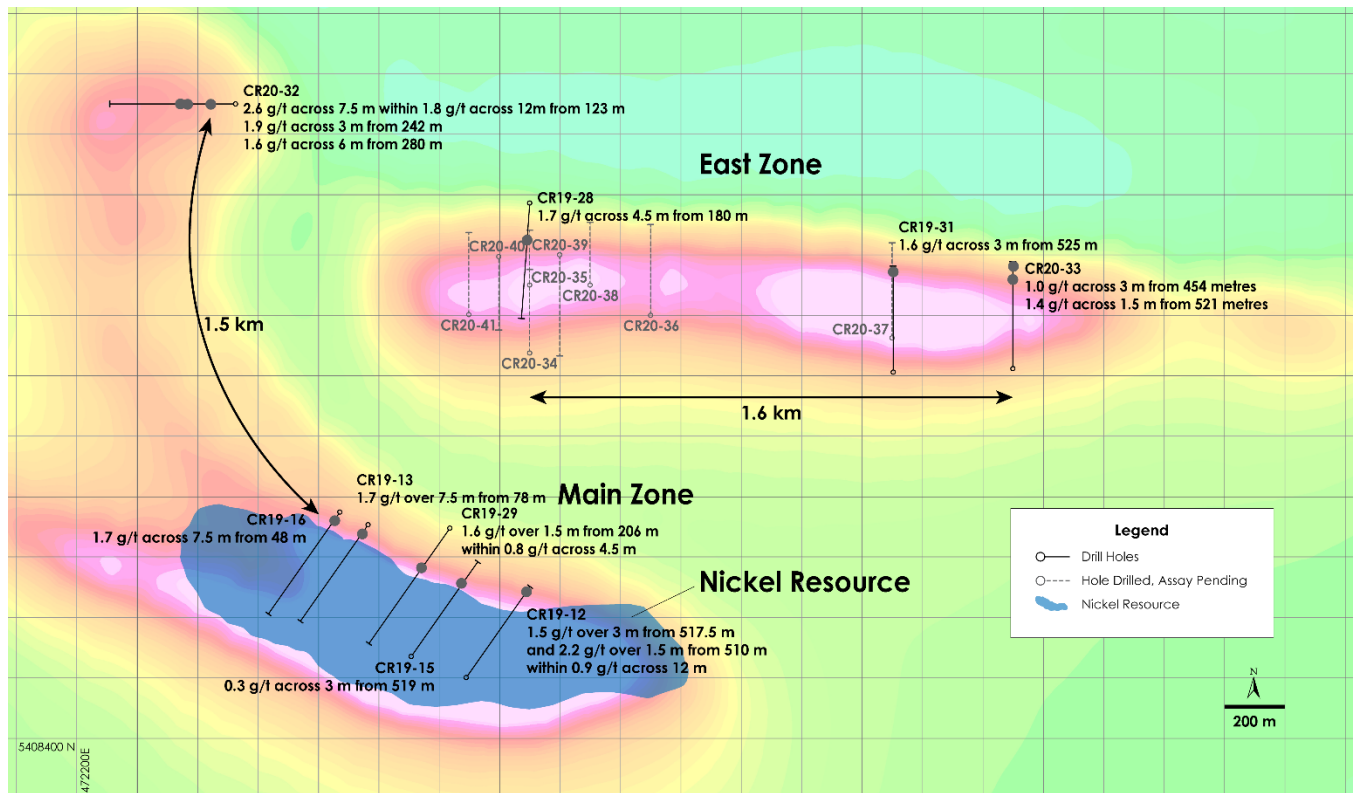 CR20-32
2.6 g/t across 7.5 m within 1.8 g/t across 12m from 123 m
1.9 g/t across 3 m from 242 m
1.6 g/t across 6 m from 280 m
East Zone
CR19-28
1.7 g/t across 4.5 m from 180 m
CR19-31
1.6 g/t across 3 m from 525 m
CR20-40
CR20-39
CR20-33
1.0 g/t across 3 m from 454 metres
1.4 g/t across 1.5 m from 521 metres
CR20-35
CR20-38
CR20-41
CR20-36
CR20-37
CR20-34
1.5 km
1.6 km
CR19-13
1.7 g/t over 7.5 m from 78 m
Main Zone
CR19-29
1.6 g/t over 1.5 m from 206 m
within 0.8 g/t across 4.5 m
CR19-16
1.7 g/t across 7.5 m from 48 m
Nickel Resource
CR19-12
1.5 g/t over 3 m from 517.5 m
and 2.2 g/t over 1.5 m from 510 m
within 0.9 g/t across 12 m
CR19-15
0.3 g/t across 3 m from 519 m
Legend
Drill Holes
Hole Drilled, Assay Pending
Nickel Resource
N
200 m
5408400 N
472200E